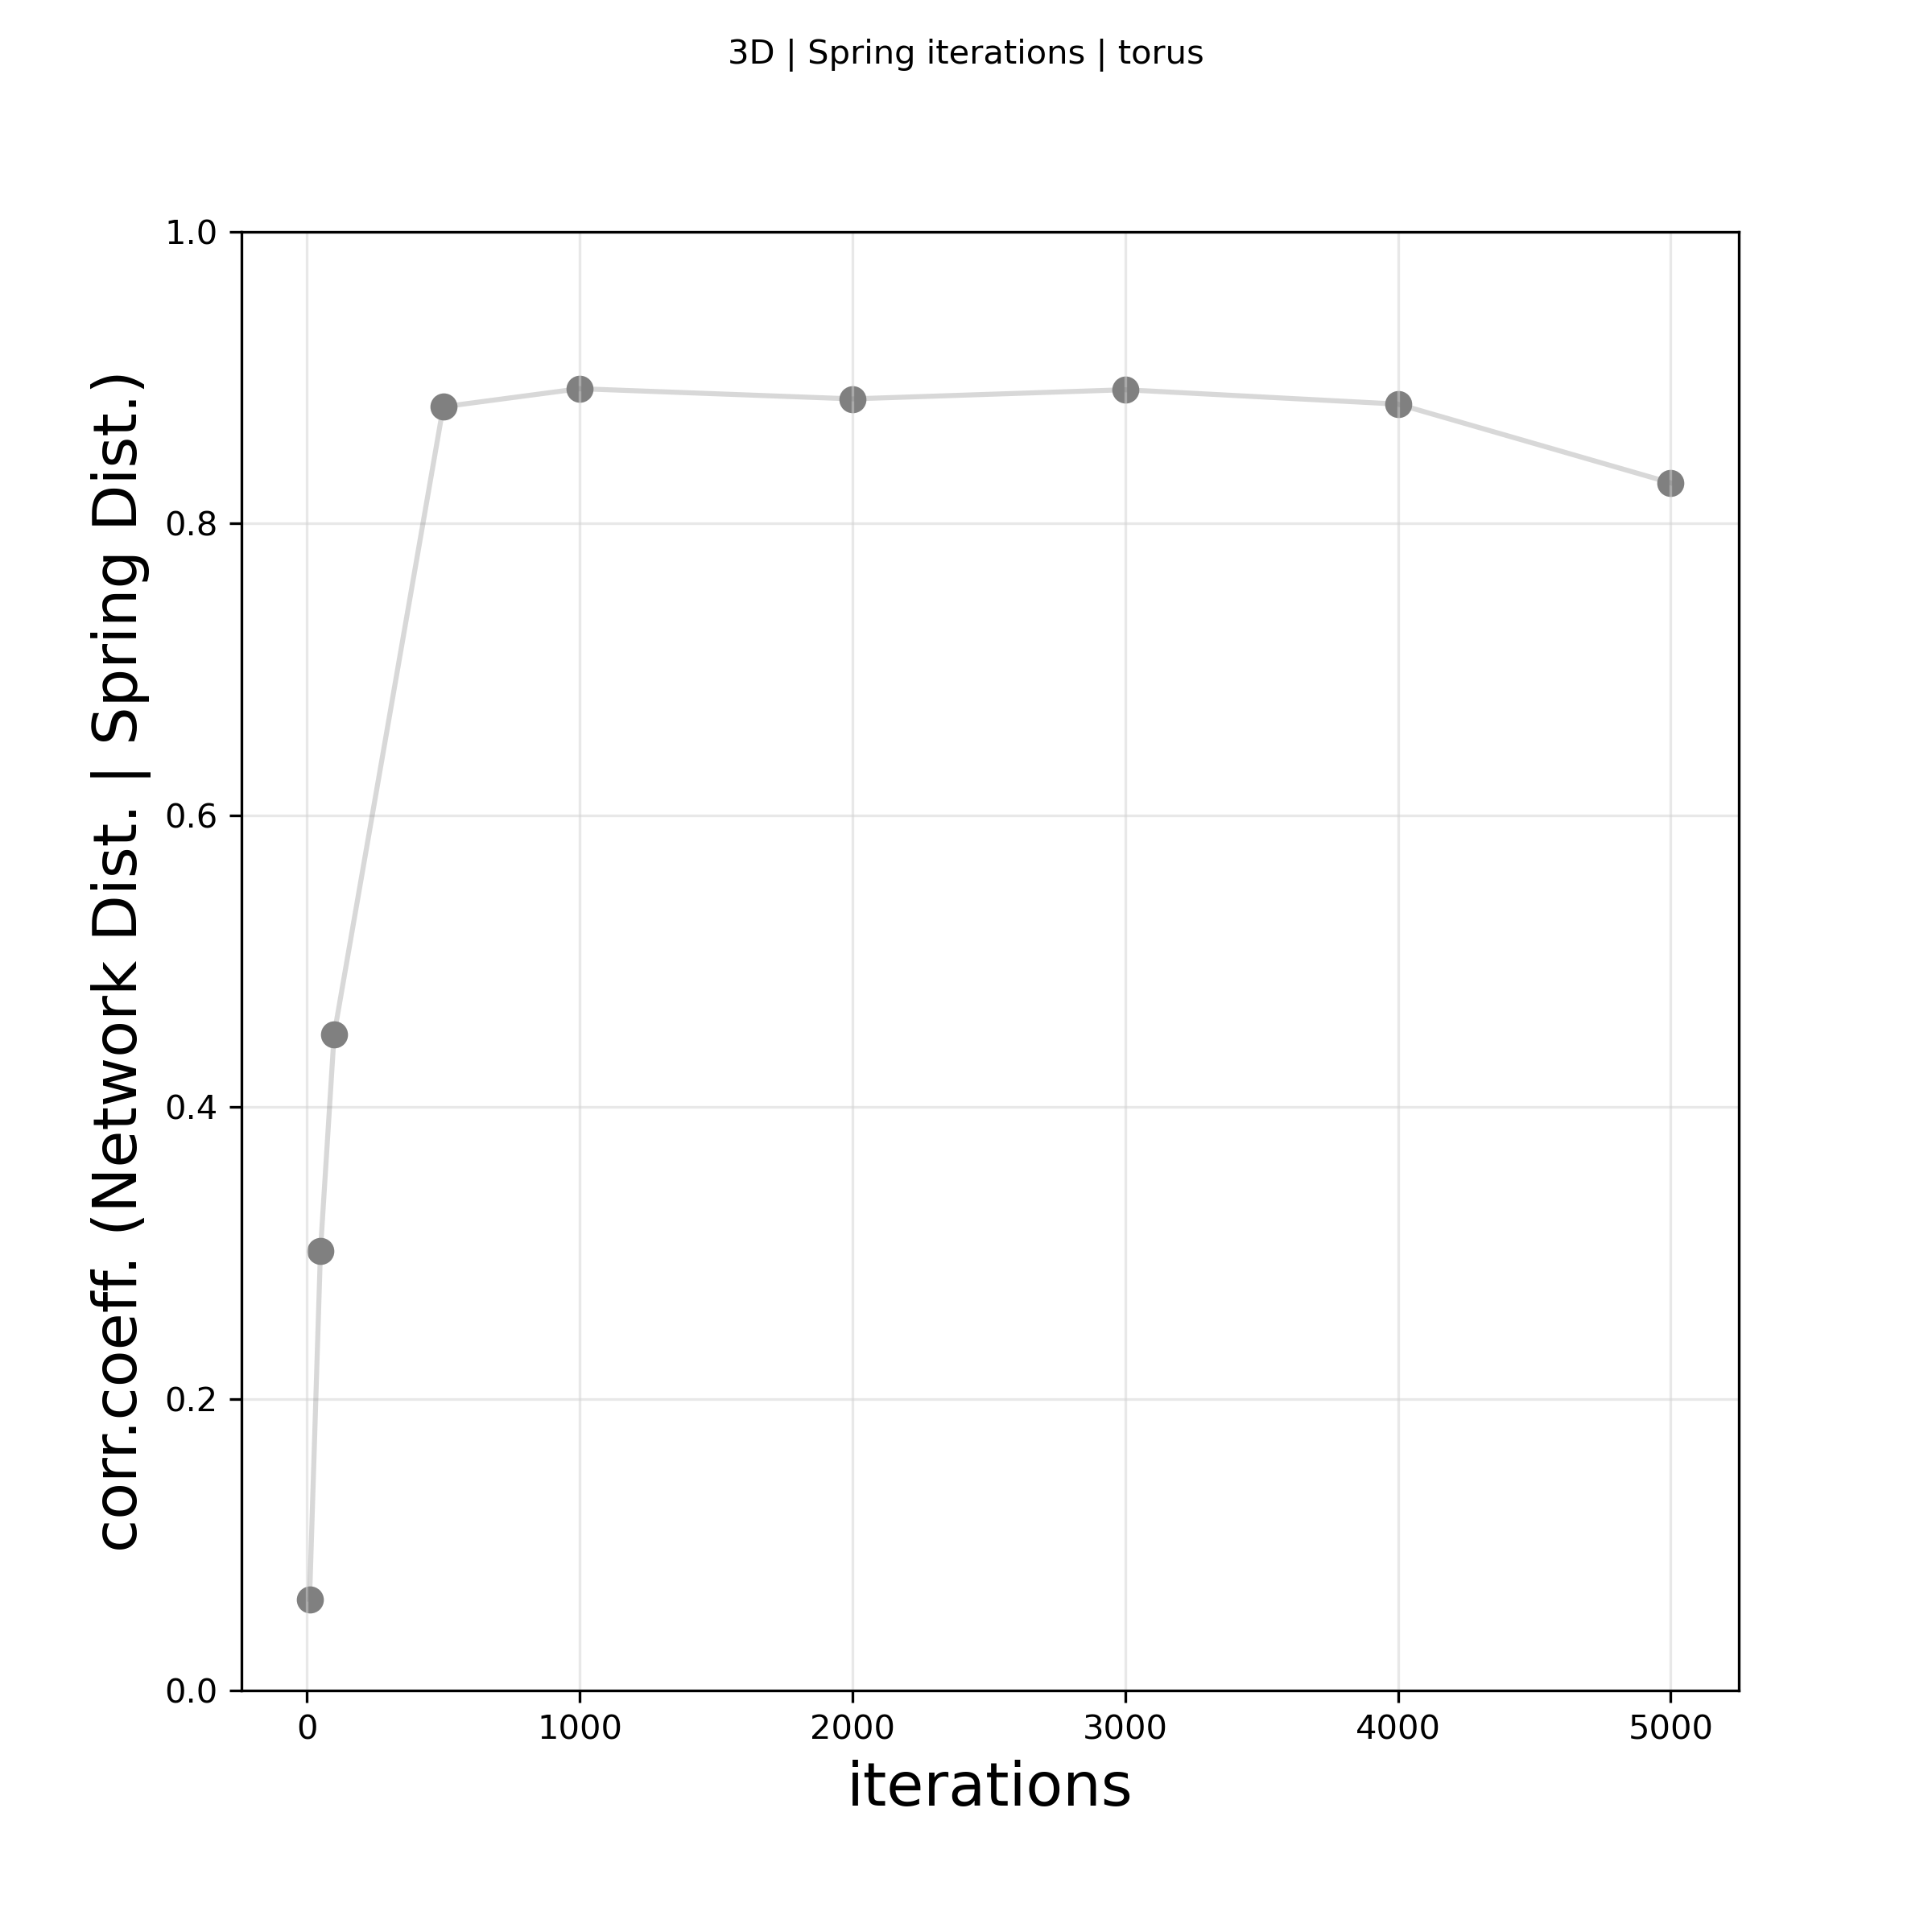 3D | Spring iterations | torus
corr.coeff. (Network Dist. | Spring Dist.)
1.0
0.8
0.6
0.4
0.2
0.0
0 1000 2000 3000 4000 5000
iterations